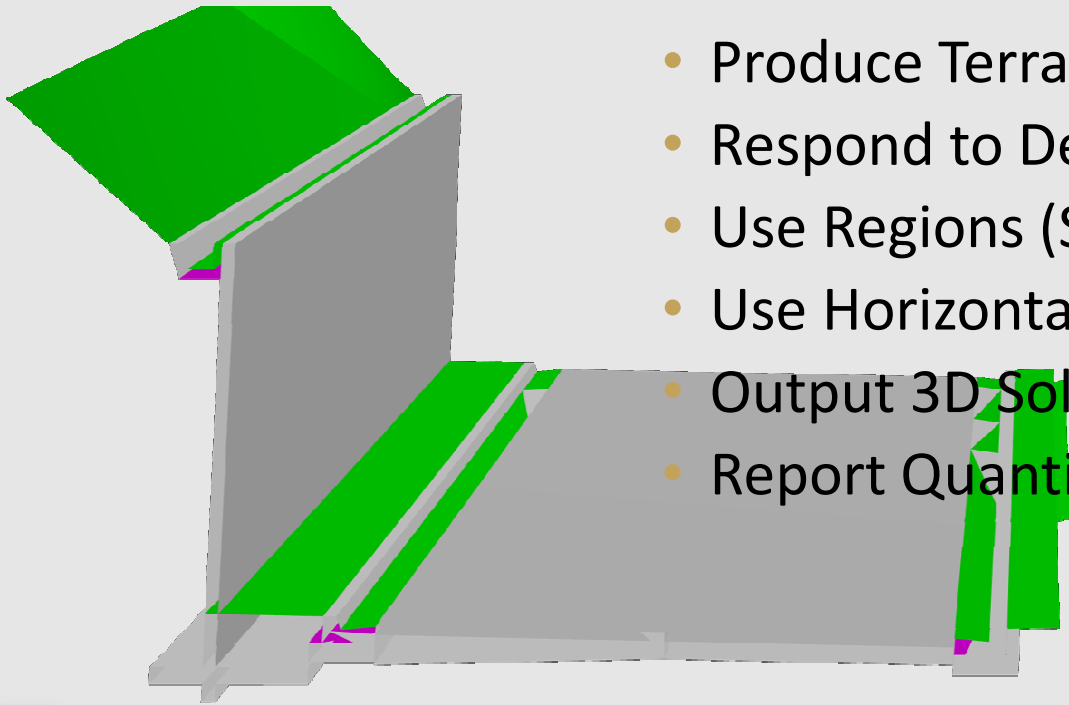 • Produce Terra
• Respond to De
• Use Regions (S
• Use Horizonta
• Output 3D Sol
• Report Quanti